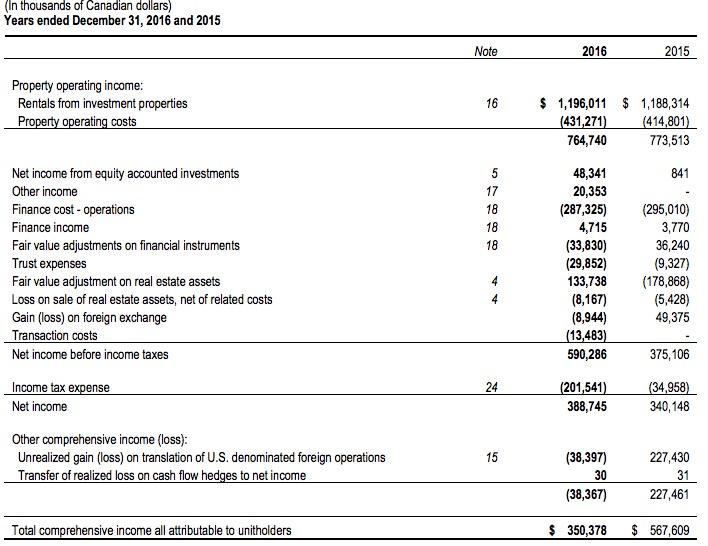 (In thousands of Canadian dollars)
Years ended December 31, 2016 and 2015
Note 2016 2015
Property operating income:
Rentals from investment properties 16 $ 1,196,011 $ 1,188,314
Property operating costs (431,271) (414,801)
764,740 773,513
Net income from equity accounted investments 5 48,341 841
Other income 17 20,353 -
Finance cost - operations 18 (287,325) (295,010)
Finance income 18 4,715 3,770
Fair value adjustments on financial instruments 18 (33,830) 36,240
Trust expenses (29,852) (9,327)
Fair value adjustment on real estate assets 4 133,738 (178,868)
Loss on sale of real estate assets, net of related costs 4 (8,167) (5,428)
Gain (loss) on foreign exchange (8,944) 49,375
Transaction costs (13,483) -
Net income before income taxes 590,286 375,106
Income tax expense 24 (201,541) (34,958)
Net income 388,745 340,148
Other comprehensive income (loss):
Unrealized gain (loss) on translation of U.S. denominated foreign operations 15 (38,397) 227,430
Transfer of realized loss on cash flow hedges to net income 30 31
(38,367) 227,461
Total comprehensive income all attributable to unitholders $ 350,378 $ 567,609